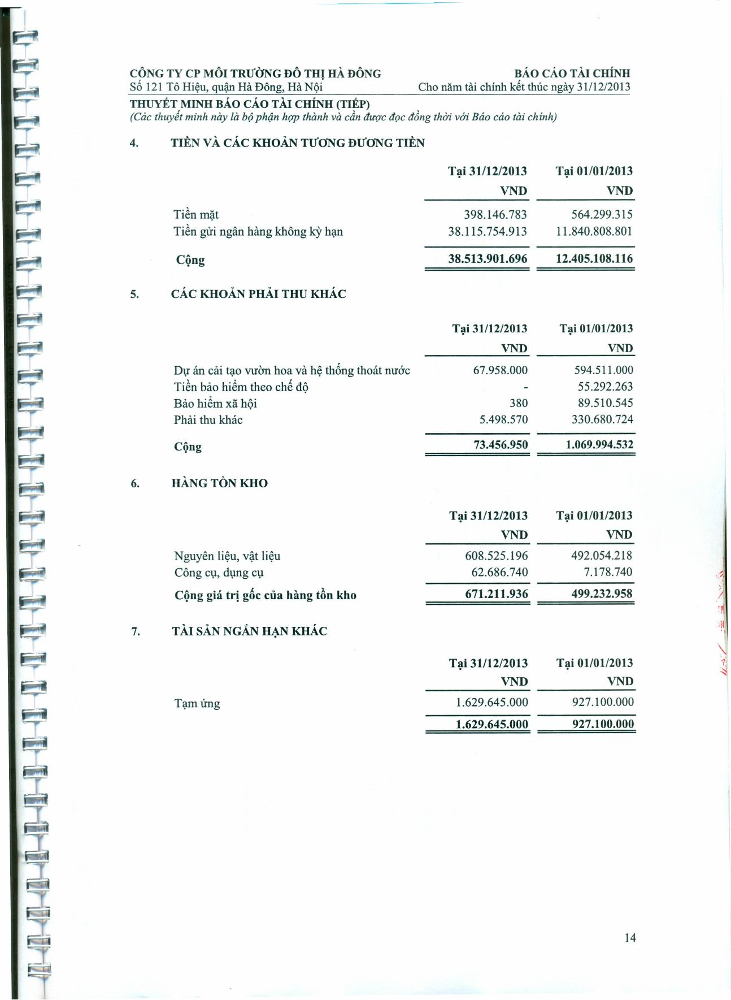 CÔNG TY CP MÔI TRƯỜNG ĐÔ THỊ HÀ ĐÔNG BÁO CÁO TÀI CHÍNH
Số 121 Tô Hiệu, quận Hà Đông, Hà Nội Cho năm tài chính kết thúc ngày 31/12/2013
THUYẾT MINH BÁO CÁO TÀI CHÍNH (TIẾP)
(Các thuyết minh này là bộ phận hợp thành và cần được đọc đồng thời với Báo cáo tài chính)
4. TIỀN VÀ CÁC KHOẢN TƯƠNG ĐƯƠNG TIỀN
Tại 31/12/2013 Tại 01/01/2013
VND VND
Tiền mặt 398.146.783 564.299.315
Tiền gửi ngân hàng không kỳ hạn 38.115.754.913 11.840.808.801
Cộng 38.513.901.696 12.405.108.116
5. CÁC KHOẢN PHẢI THU KHÁC
Tại 31/12/2013 Tại 01/01/2013
VND VND
Dự án cải tạo vườn hoa và hệ thống thoát nước 67.958.000 594.511.000
Tiền bảo hiểm theo chế độ - 55.292.263
Bảo hiểm xã hội 380 89.510.545
Phải thu khác 5.498.570 330.680.724
Cộng 73.456.950 1.069.994.532
6. HÀNG TỒN KHO
Tại 31/12/2013 Tại 01/01/2013
VND VND
Nguyên liệu, vật liệu 608.525.196 492.054.218
Công cụ, dụng cụ 62.686.740 7.178.740
Cộng giá trị gốc của hàng tồn kho 671.211.936 499.232.958
7. TÀI SẢN NGẮN HẠN KHÁC
Tại 31/12/2013 Tại 01/01/2013
VND VND
Tạm ứng 1.629.645.000 927.100.000
1.629.645.000 927.100.000
14